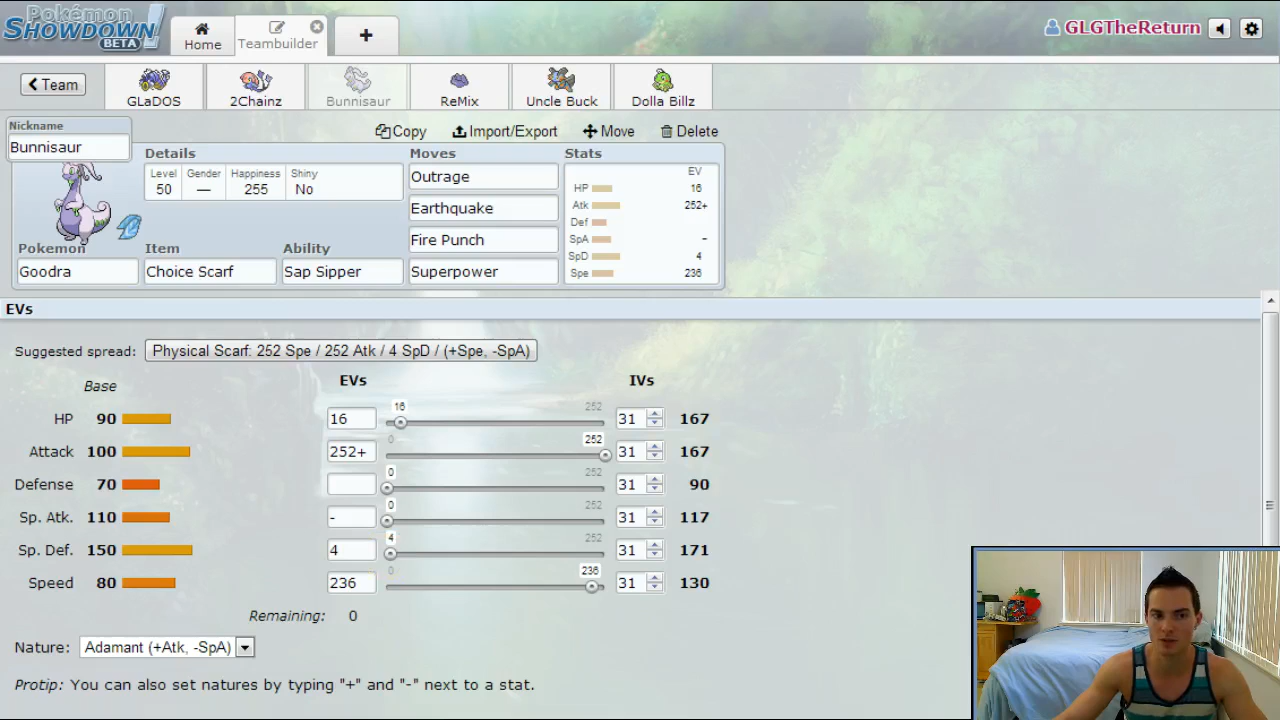 Pokémon
SHOWDOWN!
BETA
Home
Teambuilder
GLGTheReturn
Team
GLaDOS
2Chainz
Bunnisaur
ReMix
Uncle Buck
Dolla Billz
Nickname
Bunnisaur
Copy
Import/Export
Move
Delete
Details
Moves
Stats
Level
50
Gender
—
Happiness
255
Shiny
No
Outrage
Earthquake
Fire Punch
Superpower
EV
HP 16
Atk 252+
Def
SpA -
SpD 4
Spe 236
Pokemon
Goodra
Item
Choice Scarf
Ability
Sap Sipper
EVs
Suggested spread: Physical Scarf: 252 Spe / 252 Atk / 4 SpD / (+Spe, -SpA)
Base EVs IVs
HP 90 16 16 252 31 167
Attack 100 252+ 0 252 31 167
Defense 70 0 252 31 90
Sp. Atk. 110 - 0 252 31 117
Sp. Def. 150 4 4 252 31 171
Speed 80 236 0 236 31 130
Remaining: 0
Nature: Adamant (+Atk, -SpA)
Protip: You can also set natures by typing "+" and "-" next to a stat.